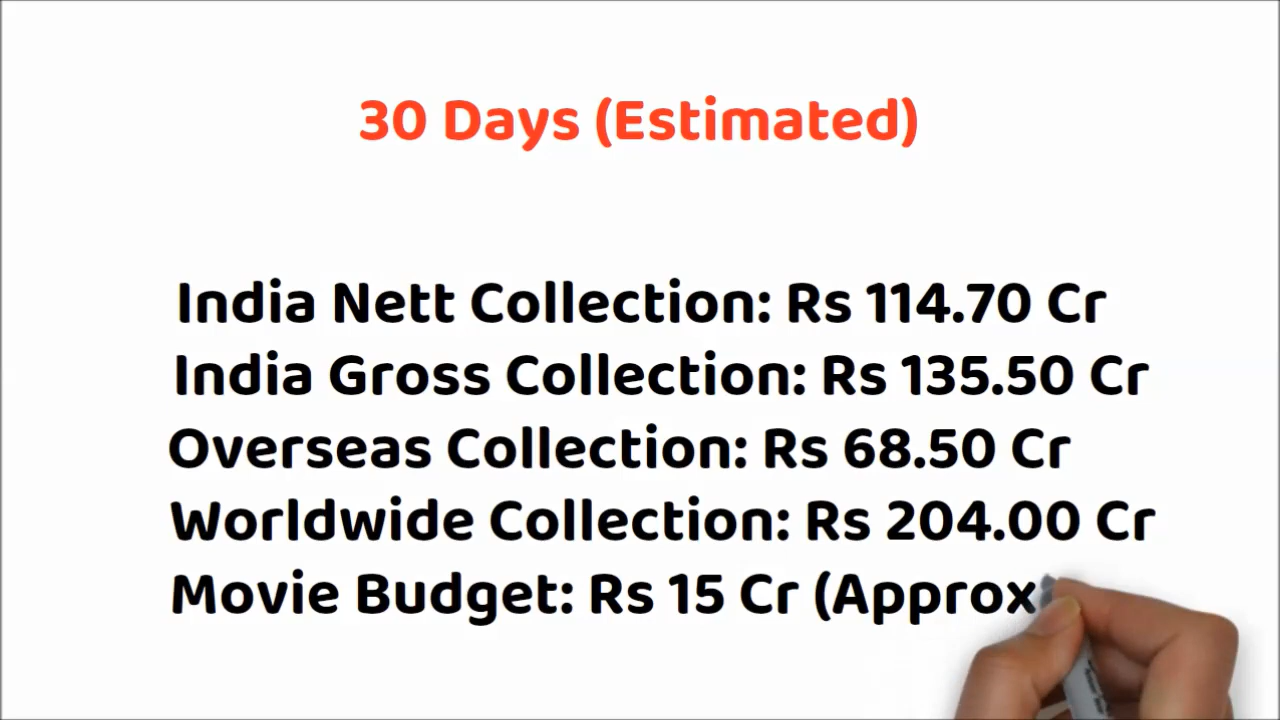 30 Days (Estimated)
India Nett Collection: Rs 114.70 Cr
India Gross Collection: Rs 135.50 Cr
Overseas Collection: Rs 68.50 Cr
Worldwide Collection: Rs 204.00 Cr
Movie Budget: Rs 15 Cr (Approx